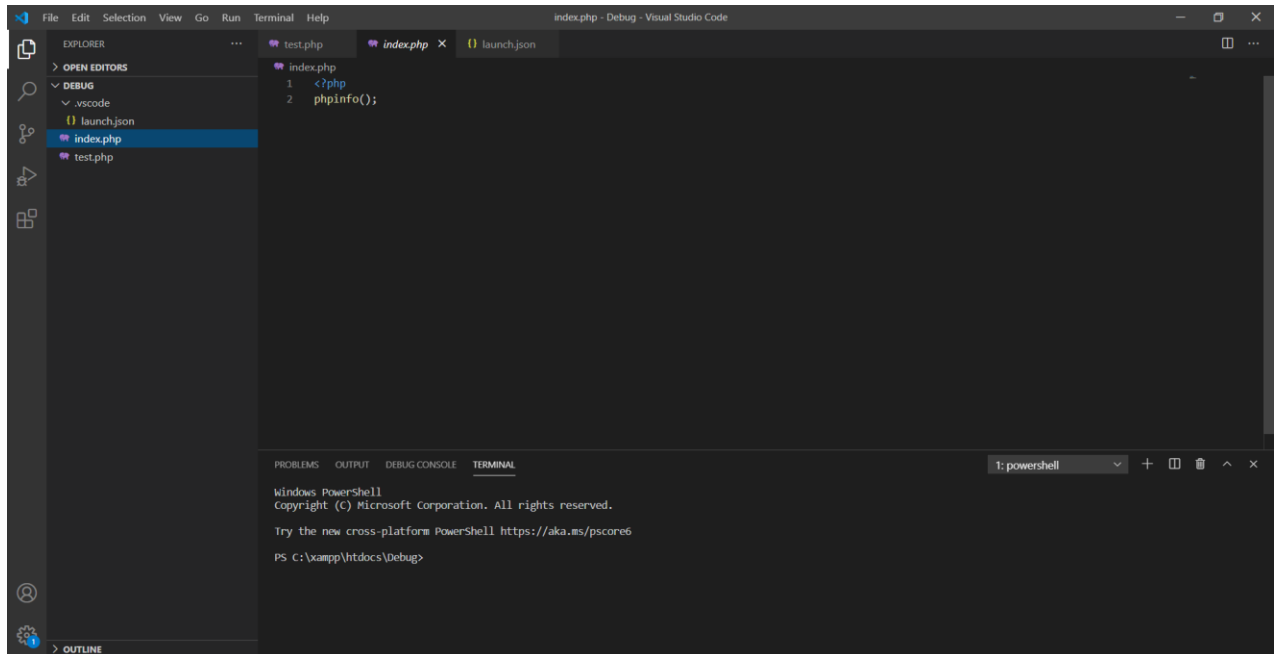 File Edit Selection View Go Run Terminal Help index.php - Debug - Visual Studio Code
EXPLORER
OPEN EDITORS
DEBUG
.vscode
launch.json
index.php
test.php
OUTLINE
1
test.php index.php launch.json
index.php
1 <?php
2 phpinfo();
PROBLEMS OUTPUT DEBUG CONSOLE TERMINAL 1: powershell
Windows PowerShell
Copyright (C) Microsoft Corporation. All rights reserved.
Try the new cross-platform PowerShell https://aka.ms/pscore6
PS C:\xampp\htdocs\Debug>